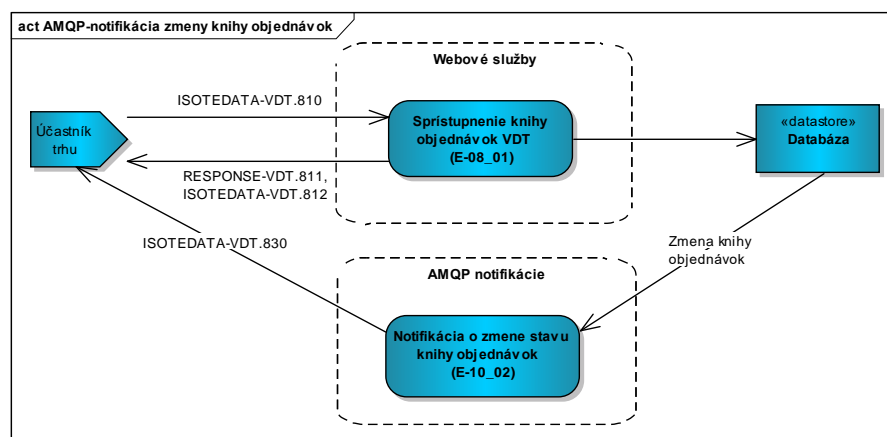 act AMQP-notifikácia zmeny knihy objednávok
Webové služby
ISOTEDATA-VDT.810
Účastník
trhu
Sprístupnenie knihy
objednávok VDT
(E-08_01)
«datastore»
Databáza
RESPONSE-VDT.811,
ISOTEDATA-VDT.812
ISOTEDATA-VDT.830
Zmena knihy
objednávok
AMQP notifikácie
Notifikácia o zmene stavu
knihy objednávok
(E-10_02)